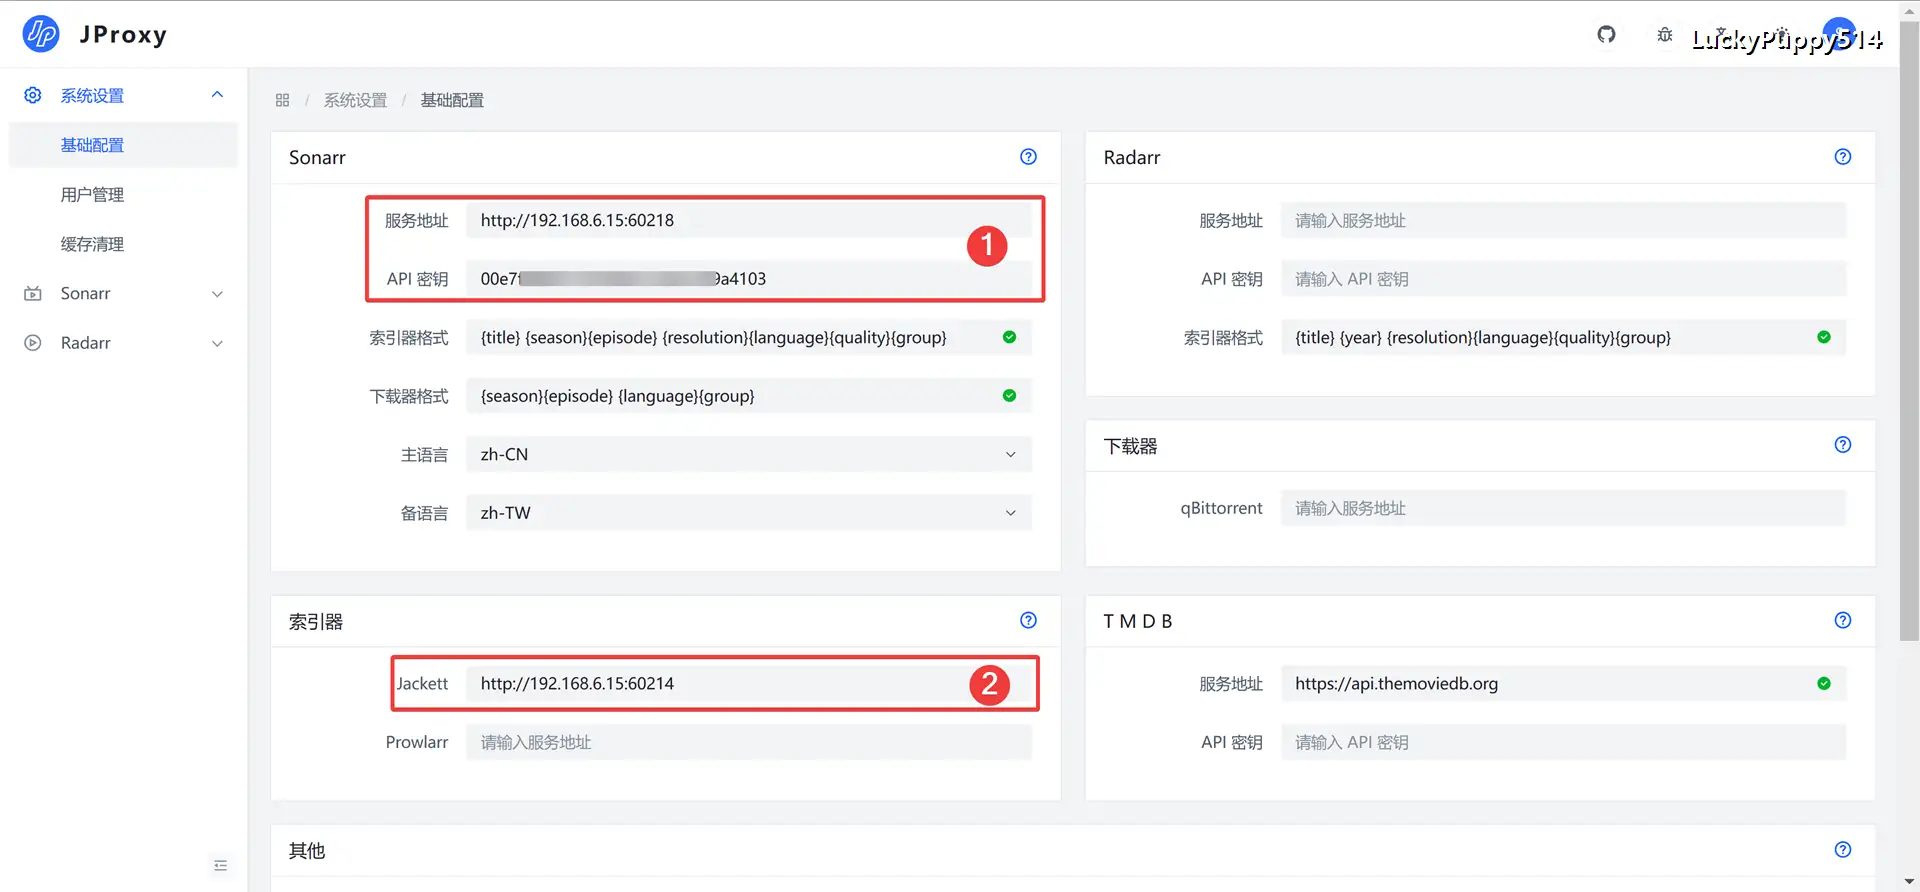 JProxy
LuckyPuppy514
系统设置
基础配置
用户管理
缓存清理
Sonarr
Radarr
系统设置 / 基础配置
Sonarr
服务地址 http://192.168.6.15:60218
1
API 密钥 00e7 9a4103
索引器格式 {title} {season}{episode} {resolution}{language}{quality}{group}
下载器格式 {season}{episode} {language}{group}
主语言 zh-CN
备语言 zh-TW
Radarr
服务地址 请输入服务地址
API 密钥 请输入 API 密钥
索引器格式 {title} {year} {resolution}{language}{quality}{group}
下载器
qBittorrent 请输入服务地址
索引器
Jackett http://192.168.6.15:60214 2
Prowlarr 请输入服务地址
TMDB
服务地址 https://api.themoviedb.org
API 密钥 请输入 API 密钥
其他